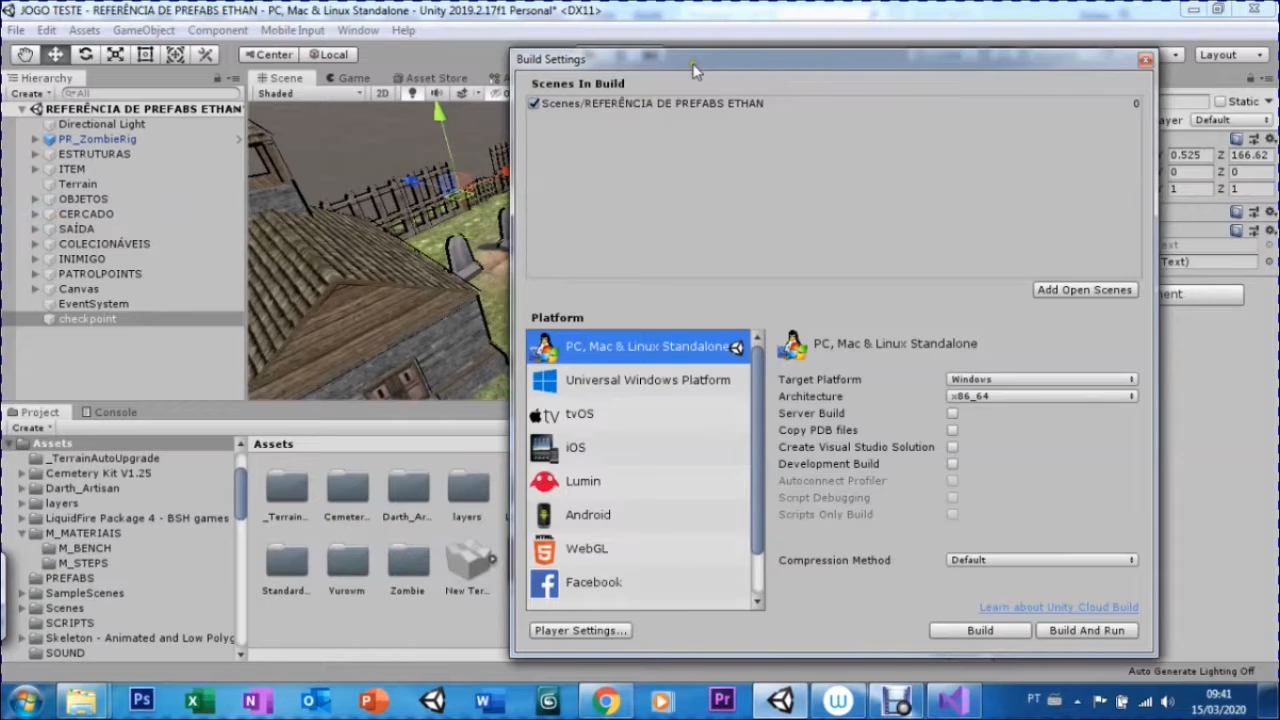 JOGO TESTE - REFERÊNCIA DE PREFABS ETHAN - PC, Mac & Linux Standalone - Unity 2019.2.17f1 Personal* <DX11>
File Edit Assets GameObject Component Mobile Input Window Help
Center Local Layout
Build Settings
Hierarchy Scene Game Asset Store
Create All Shaded 2D
Scenes In Build
Scenes/REFERÊNCIA DE PREFABS ETHAN 0
REFERÊNCIA DE PREFABS ETHAN*
Directional Light
PR_ZombieRig
ESTRUTURAS
ITEM
Terrain
OBJETOS
CERCADO
SAÍDA
COLECIONÁVEIS
INIMIGO
PATROLPOINTS
Canvas
EventSystem
checkpoint
Static
ayer Default
0.525 Z 166.62
0 Z 0
1 Z 1
Text)
ent
Add Open Scenes
Platform
PC, Mac & Linux Standalone
Universal Windows Platform
tvOS
iOS
Lumin
Android
WebGL
Facebook
PC, Mac & Linux Standalone
Target Platform Windows
Architecture x86_64
Server Build
Copy PDB files
Create Visual Studio Solution
Development Build
Autoconnect Profiler
Script Debugging
Scripts Only Build
Compression Method Default
Learn about Unity Cloud Build
Player Settings... Build Build And Run
Project Console
Create
Assets
_TerrainAutoUpgrade
Cemetery Kit V1.25
Darth_Artisan
layers
LiquidFire Package 4 - BSH games
M_MATERIAIS
M_BENCH
M_STEPS
PREFABS
SampleScenes
Scenes
SCRIPTS
Skeleton - Animated and Low Polyg
SOUND
Assets
_Terrain... Cemeter... Darth_Ar... layers
Standard... Yurovm Zombie New Ter...
Auto Generate Lighting Off
PT 09:41
15/03/2020